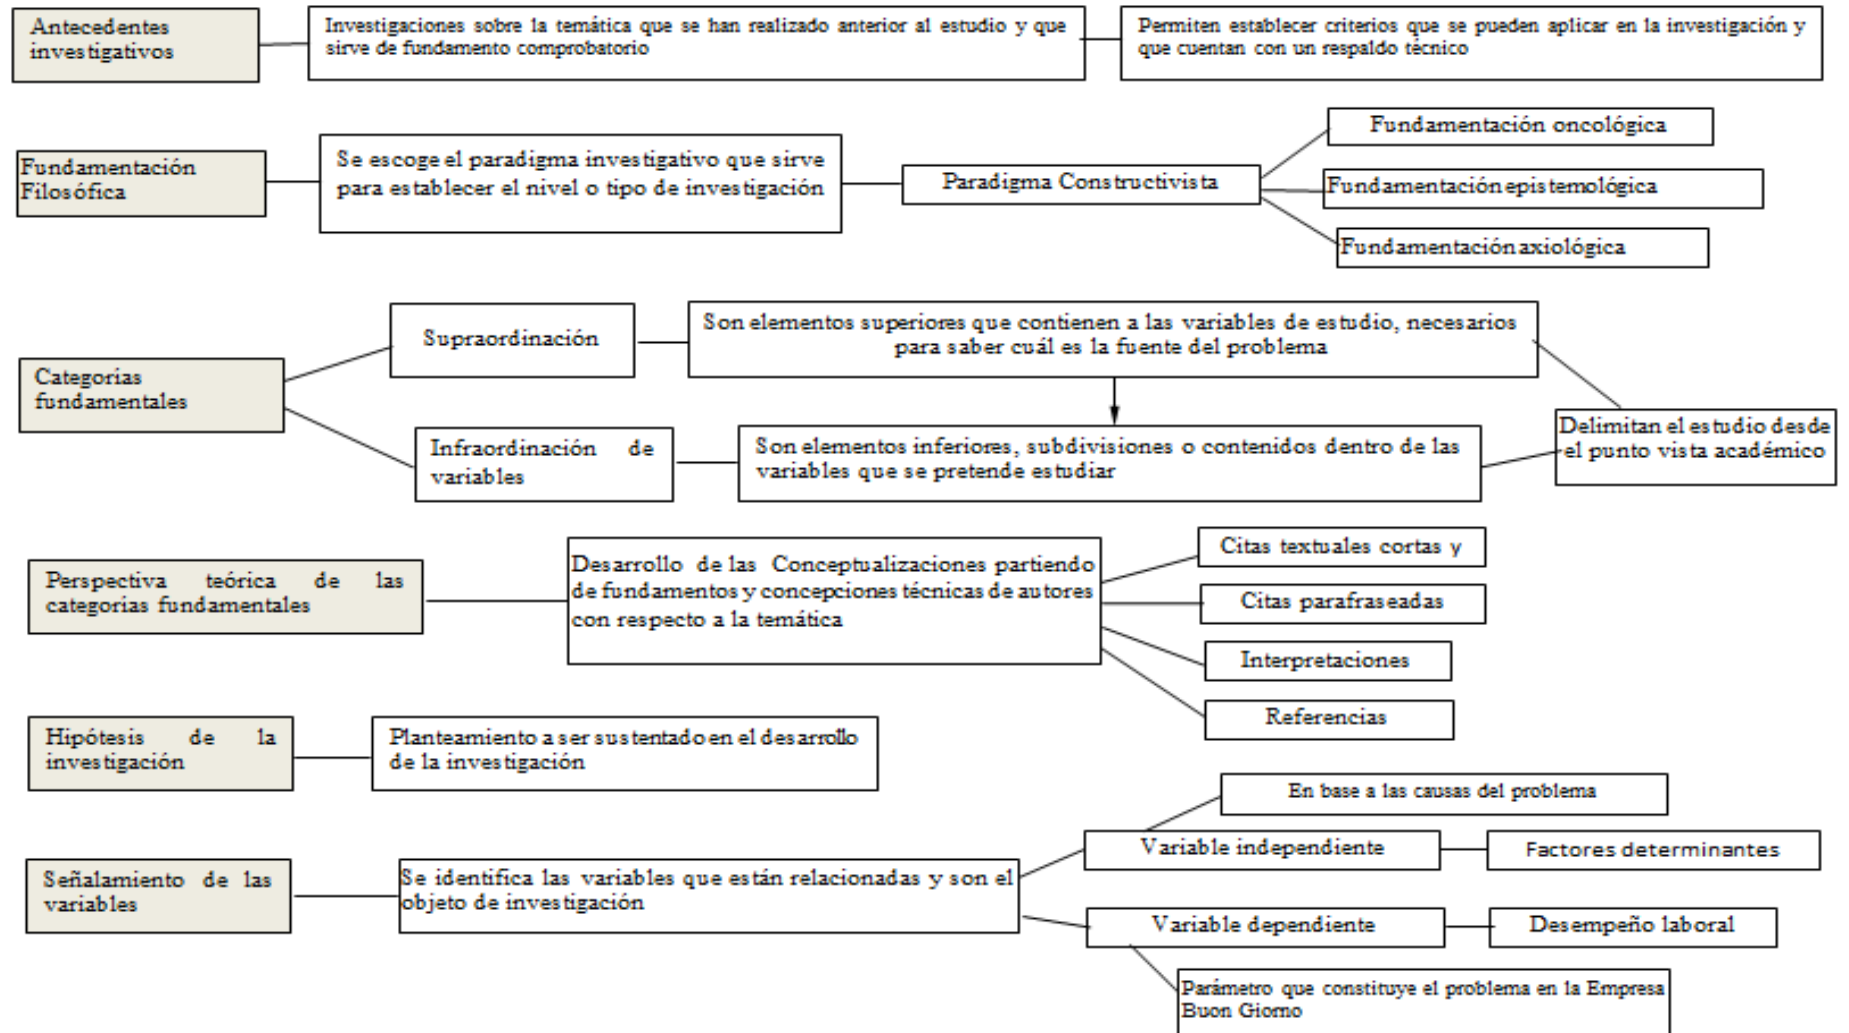 Antecedentes
investigativos
Investigaciones sobre la temática que se han realizado anterior al estudio y que
sirve de fundamento comprobatorio
Permiten establecer criterios que se pueden aplicar en la investigación y
que cuentan con un respaldo técnico
Fundamentación
Filosófica
Se escoge el paradigma investigativo que sirve
para establecer el nivel o tipo de investigación
Paradigma Constructivista
Fundamentación oncológica
Fundamentación epistemológica
Fundamentación axiológica
Categorías
fundamentales
Supraordinación
Son elementos superiores que contienen a las variables de estudio, necesarios
para saber cuál es la fuente del problema
Infraordinación de
variables
Son elementos inferiores, subdivisiones o contenidos dentro de las
variables que se pretende estudiar
Delimitan el estudio desde
el punto vista académico
Perspectiva teórica de las
categorías fundamentales
Desarrollo de las Conceptualizaciones partiendo
de fundamentos y concepciones técnicas de autores
con respecto a la temática
Citas textuales cortas y
Citas parafraseadas
Interpretaciones
Referencias
Hipótesis de la
investigación
Planteamiento a ser sustentado en el desarrollo
de la investigación
Señalamiento de las
variables
Se identifica las variables que están relacionadas y son el
objeto de investigación
En base a las causas del problema
Variable independiente
Factores determinantes
Variable dependiente
Desempeño laboral
Parámetro que constituye el problema en la Empresa
Buon Giorno